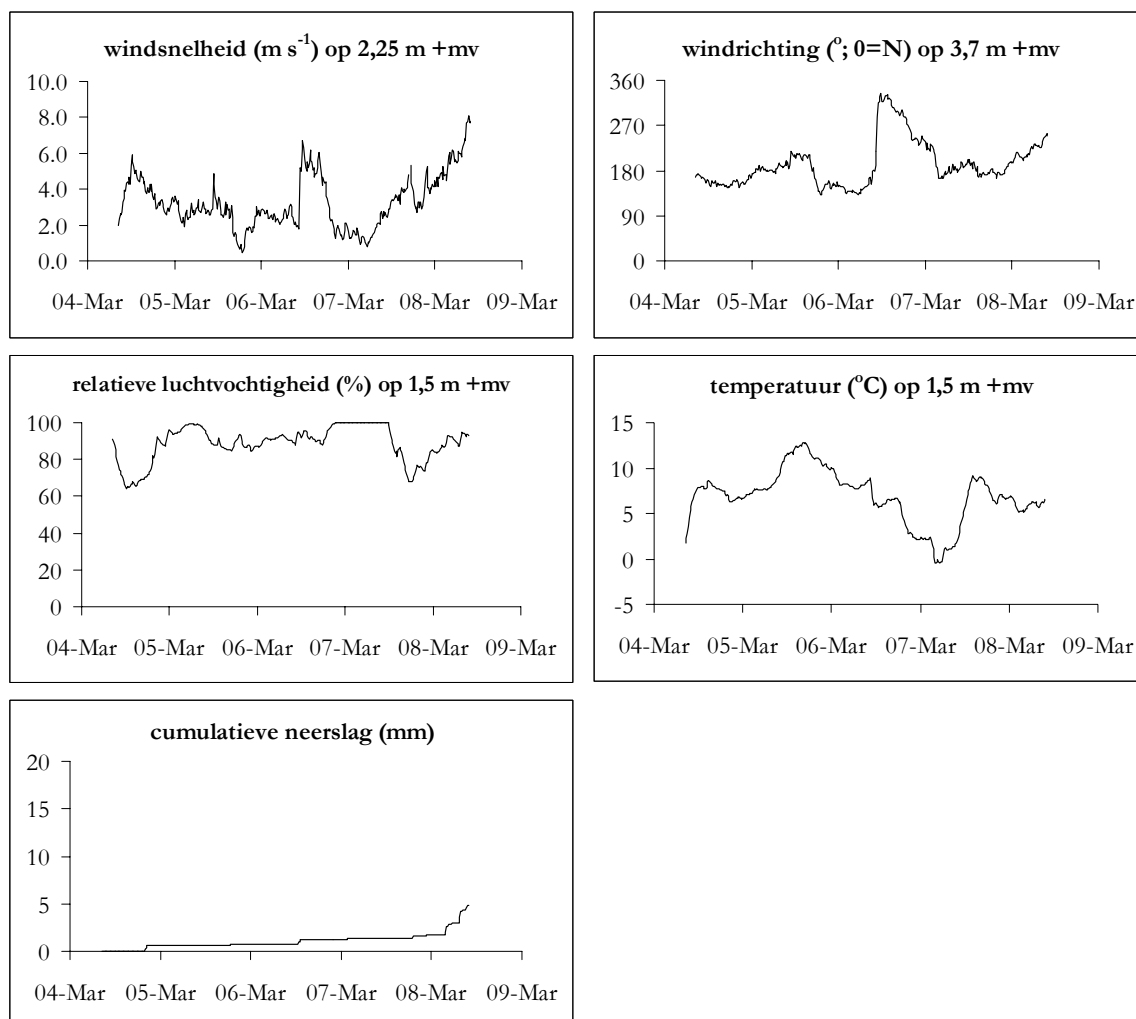 windsnelheid (m s⁻¹) op 2,25 m +mv
10.0
8.0
6.0
4.0
2.0
0.0
04-Mar 05-Mar 06-Mar 07-Mar 08-Mar 09-Mar
windrichting (°; 0=N) op 3,7 m +mv
360
270
180
90
0
04-Mar 05-Mar 06-Mar 07-Mar 08-Mar 09-Mar
relatieve luchtvochtigheid (%) op 1,5 m +mv
100
80
60
40
20
0
04-Mar 05-Mar 06-Mar 07-Mar 08-Mar 09-Mar
temperatuur (°C) op 1,5 m +mv
15
10
5
0
-5
04-Mar 05-Mar 06-Mar 07-Mar 08-Mar 09-Mar
cumulatieve neerslag (mm)
20
15
10
5
0
04-Mar 05-Mar 06-Mar 07-Mar 08-Mar 09-Mar